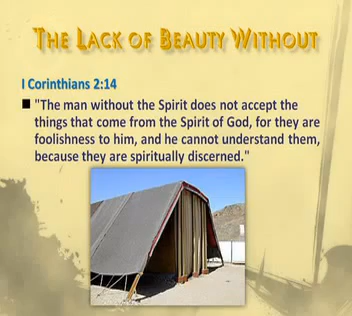 THE LACK OF BEAUTY WITHOUT
I Corinthians 2:14
"The man without the Spirit does not accept the
things that come from the Spirit of God, for they are
foolishness to him, and he cannot understand them,
because they are spiritually discerned."